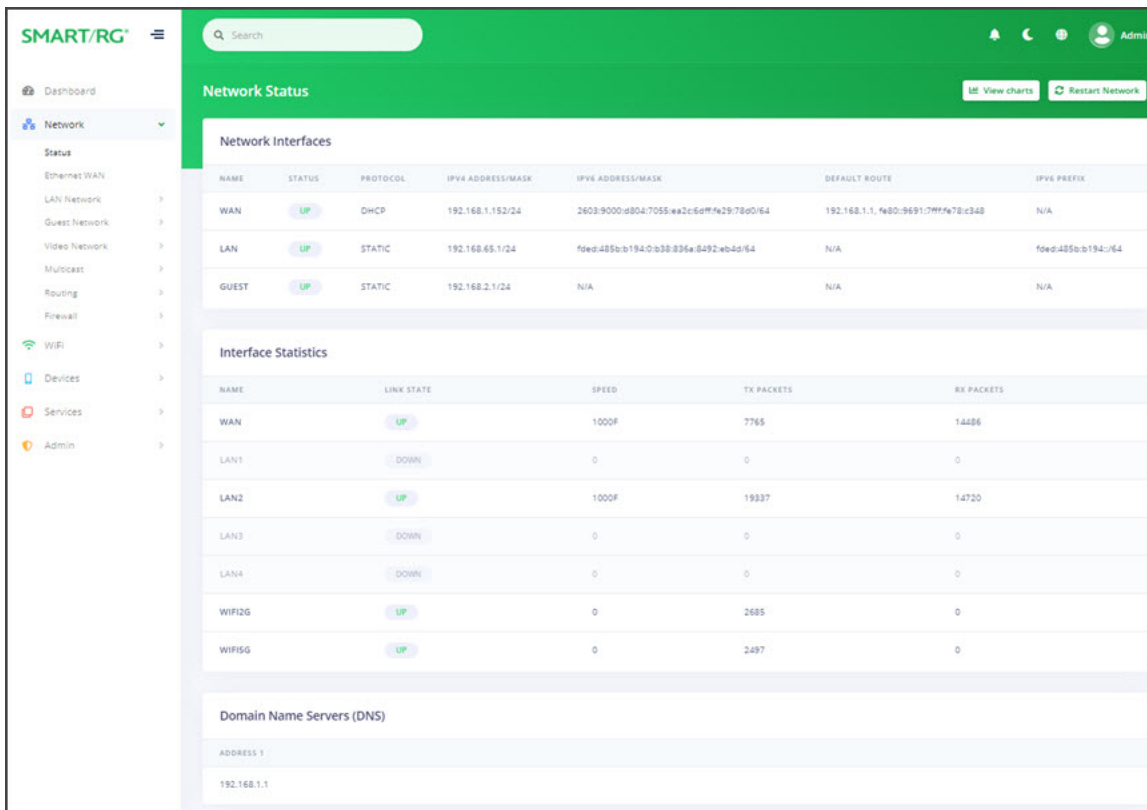 SMART/RG®
Search
Admin
Dashboard
Network
Status
Ethernet WAN
LAN Network
Guest Network
Video Network
Multicast
Routing
Firewall
WiFi
Devices
Services
Admin
Network Status
View charts
Restart Network
Network Interfaces
NAME STATUS PROTOCOL IPV4 ADDRESS/MASK IPV6 ADDRESS/MASK DEFAULT ROUTE IPV6 PREFIX
WAN UP DHCP 192.168.1.152/24 2603:9000:d804:7055:ea2c:6dff:fe29:78d0/64 192.168.1.1, fe80::9691:7fff:fe78:c348 N/A
LAN UP STATIC 192.168.65.1/24 fded:485b:b194:0:b38:836a:8492:eb4d/64 N/A fded:485b:b194::/64
GUEST UP STATIC 192.168.2.1/24 N/A N/A N/A
Interface Statistics
NAME LINK STATE SPEED TX PACKETS RX PACKETS
WAN UP 1000F 7765 14486
LAN1 DOWN 0 0 0
LAN2 UP 1000F 19337 14720
LAN3 DOWN 0 0 0
LAN4 DOWN 0 0 0
WIFI2G UP 0 2685 0
WIFI5G UP 0 2497 0
Domain Name Servers (DNS)
ADDRESS 1
192.168.1.1